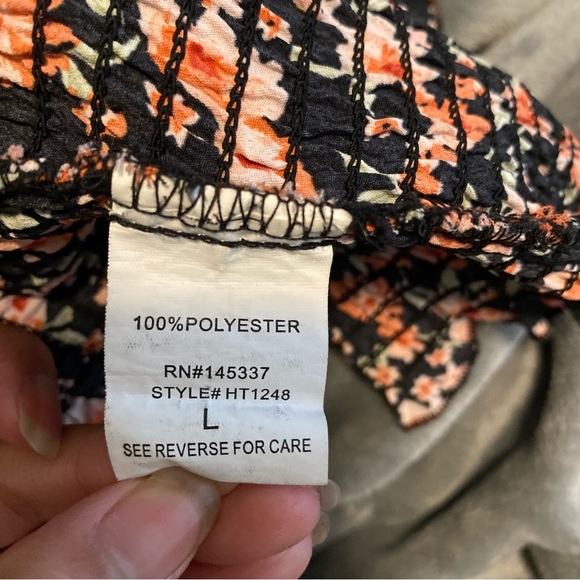 100%POLYESTER
RN#145337
STYLE# HT1248
L
SEE REVERSE FOR CARE